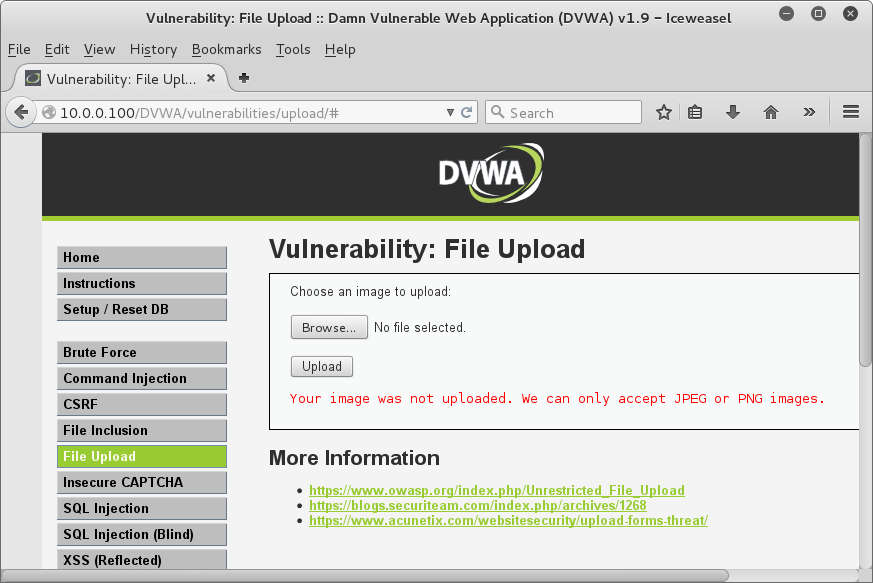 Vulnerability: File Upload :: Damn Vulnerable Web Application (DVWA) v1.9 – Iceweasel
File Edit View History Bookmarks Tools Help
Vulnerability: File Upl...
10.0.0.100/DVWA/vulnerabilities/upload/# Search
DVWA
Home
Instructions
Setup / Reset DB
Brute Force
Command Injection
CSRF
File Inclusion
File Upload
Insecure CAPTCHA
SQL Injection
SQL Injection (Blind)
XSS (Reflected)
Vulnerability: File Upload
Choose an image to upload:
Browse... No file selected.
Upload
Your image was not uploaded. We can only accept JPEG or PNG images.
More Information
https://www.owasp.org/index.php/Unrestricted_File_Upload
https://blogs.securiteam.com/index.php/archives/1268
https://www.acunetix.com/websitesecurity/upload-forms-threat/